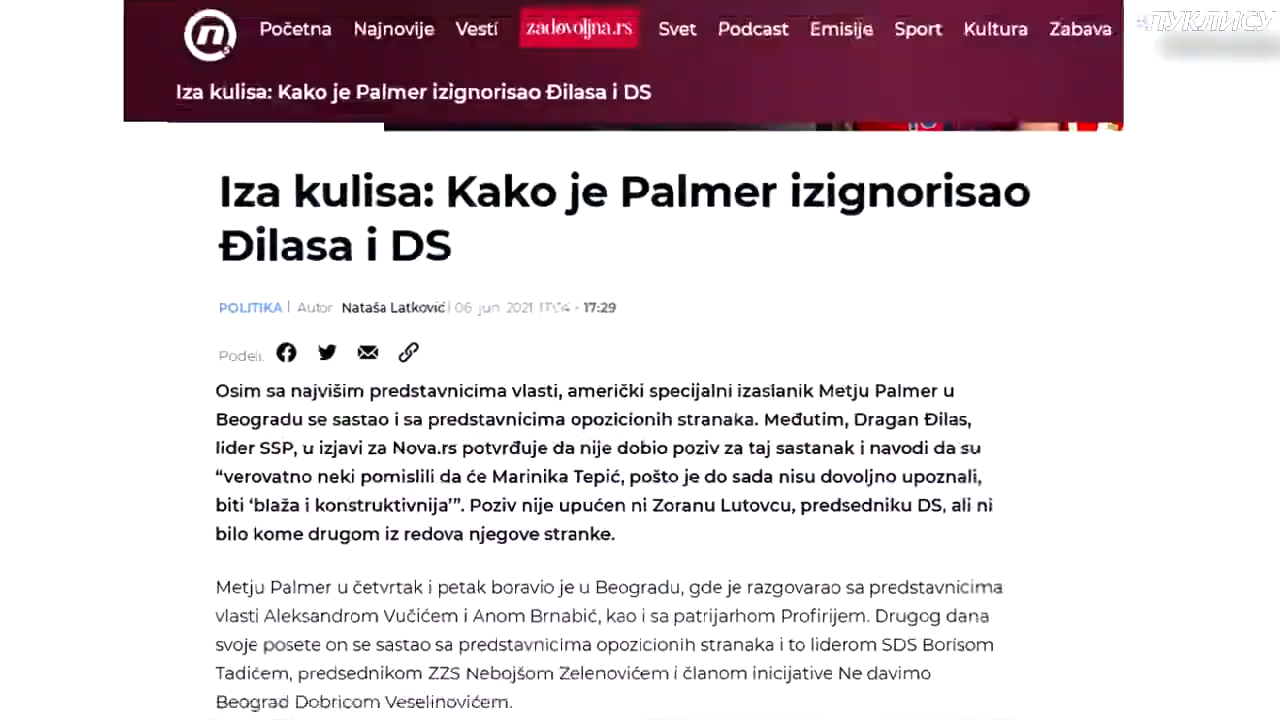 Početna Najnovije Vesti zadovoljna.rs Svet Podcast Emisije Sport Kultura Zabava
ПУКЛИСУ
Iza kulisa: Kako je Palmer izignorisao Đilasa i DS
Iza kulisa: Kako je Palmer izignorisao
Đilasa i DS
POLITIKA | Autor Nataša Latković | 06 jun 2021 - 17:29
Podeli:
Osim sa najvišim predstavnicima vlasti, američki specijalni izaslanik Metju Palmer u
Beogradu se sastao i sa predstavnicima opozicionih stranaka. Međutim, Dragan Đilas,
lider SSP, u izjavi za Nova.rs potvrđuje da nije dobio poziv za taj sastanak i navodi da su
“verovatno neki pomislili da će Marinika Tepić, pošto je do sada nisu dovoljno upoznali,
biti ‘blaža i konstruktivnija’”. Poziv nije upućen ni Zoranu Lutovcu, predsedniku DS, ali ni
bilo kome drugom iz redova njegove stranke.
Metju Palmer u četvrtak i petak boravio je u Beogradu, gde je razgovarao sa predstavnicima
vlasti Aleksandrom Vučićem i Anom Brnabić, kao i sa patrijarhom Profirijem. Drugog dana
svoje posete on se sastao sa predstavnicima opozicionih stranaka i to liderom SDS Borisom
Tadićem, predsednikom ZZS Nebojšom Zelenovićem i članom inicijative Ne davimo
Beograd Dobricom Veselinovićem.